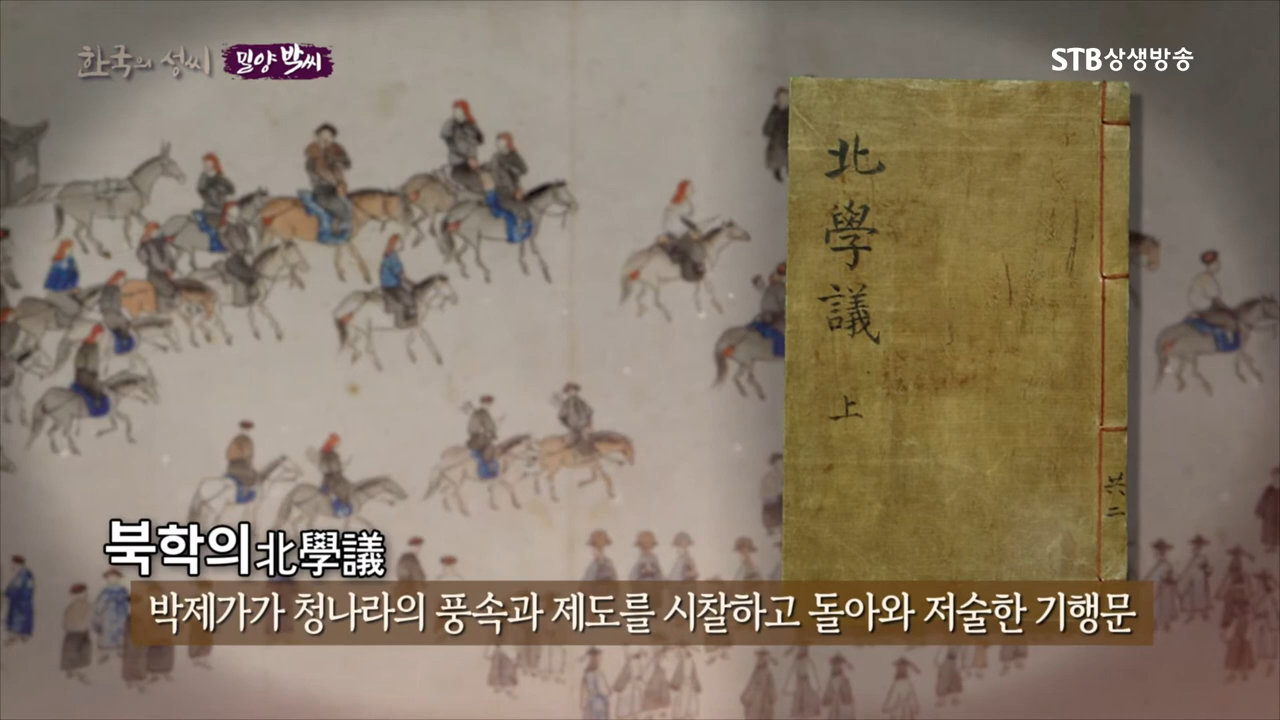 한국의 성씨 밀양 박씨
STB상생방송
北學議 上
共二
북학의北學議
박제가가 청나라의 풍속과 제도를 시찰하고 돌아와 저술한 기행문